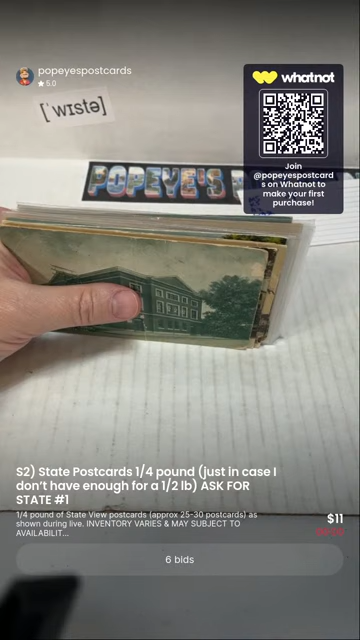 popeyespostcards
★ 5.0
whatnot
['wɪstə]
Join
@popeyespostcard
s on Whatnot to
make your first
purchase!
POPEYE'S
S2) State Postcards 1/4 pound (just in case I
don't have enough for a 1/2 lb) ASK FOR
STATE #1
1/4 pound of State View postcards (approx 25-30 postcards) as
shown during live. INVENTORY VARIES & MAY SUBJECT TO
AVAILABILIT...
$11
6 bids